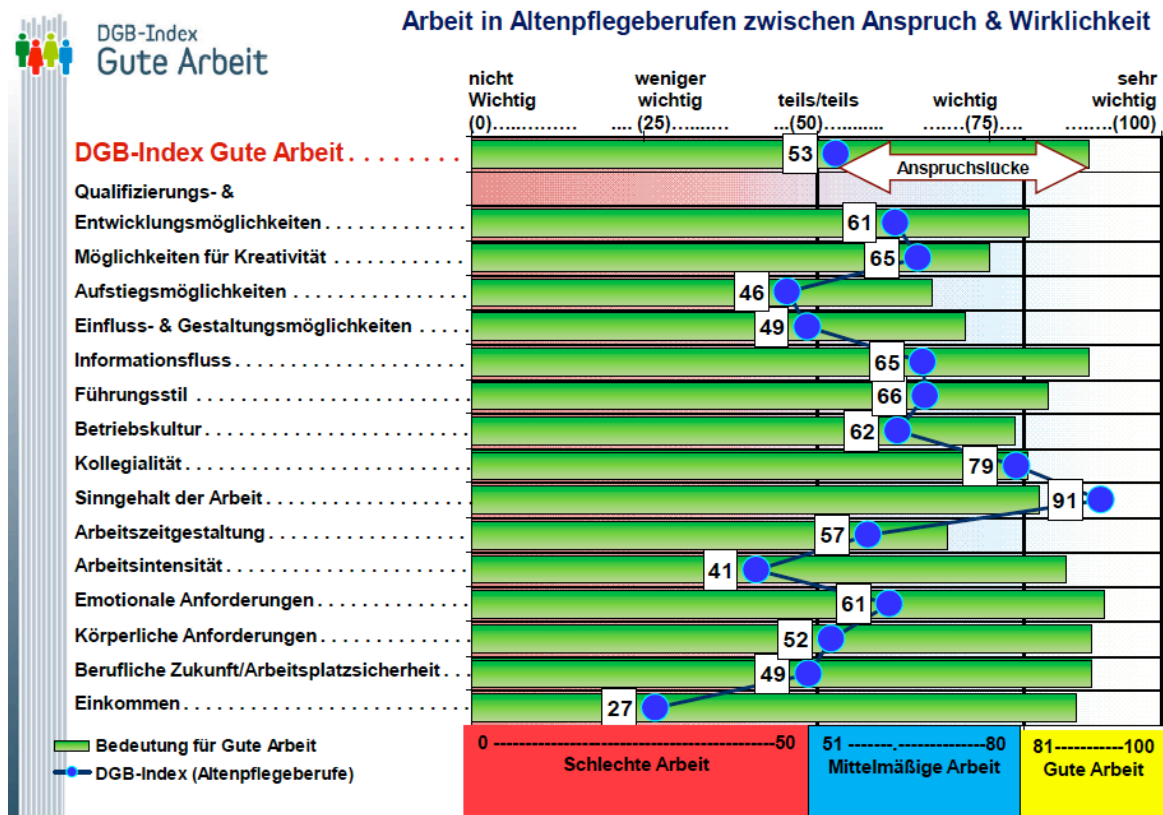 Arbeit in Altenpflegeberufen zwischen Anspruch & Wirklichkeit
DGB-Index
Gute Arbeit
nicht weniger sehr
Wichtig wichtig teils/teils wichtig wichtig
(0)................ .... (25)......... ...(50)........... .......(75).... ........(100)
DGB-Index Gute Arbeit . . . . . . . . 53 Anspruchslücke
Qualifizierungs- &
Entwicklungsmöglichkeiten . . . . . . . . . . . . . 61
Möglichkeiten für Kreativität . . . . . . . . . . . . 65
Aufstiegsmöglichkeiten . . . . . . . . . . . . . . . . 46
Einfluss- & Gestaltungsmöglichkeiten . . . . . 49
Informationsfluss . . . . . . . . . . . . . . . . . . . . . 65
Führungsstil . . . . . . . . . . . . . . . . . . . . . . . . . 66
Betriebskultur . . . . . . . . . . . . . . . . . . . . . . . . 62
Kollegialität . . . . . . . . . . . . . . . . . . . . . . . . . . 79
Sinngehalt der Arbeit . . . . . . . . . . . . . . . . . . 91
Arbeitszeitgestaltung . . . . . . . . . . . . . . . . . . 57
Arbeitsintensität . . . . . . . . . . . . . . . . . . . . . . 41
Emotionale Anforderungen . . . . . . . . . . . . . 61
Körperliche Anforderungen . . . . . . . . . . . . . 52
Berufliche Zukunft/Arbeitsplatzsicherheit . . . 49
Einkommen . . . . . . . . . . . . . . . . . . . . . . . . . . 27
Bedeutung für Gute Arbeit
DGB-Index (Altenpflegeberufe)
0 ------------------------------------------50 51 -------.-------------80 81-----------100
Schlechte Arbeit Mittelmäßige Arbeit Gute Arbeit